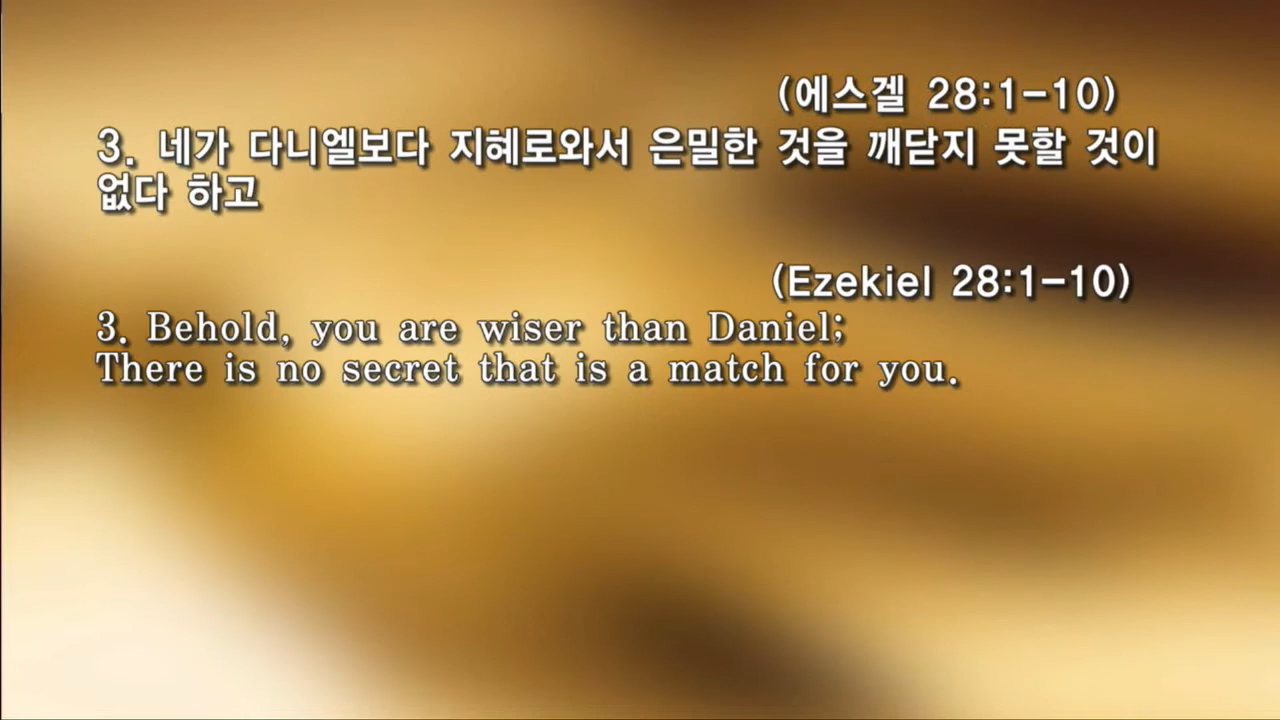 (에스겔 28:1-10)
3. 네가 다니엘보다 지혜로와서 은밀한 것을 깨닫지 못할 것이
없다 하고
(Ezekiel 28:1-10)
3. Behold, you are wiser than Daniel;
There is no secret that is a match for you.